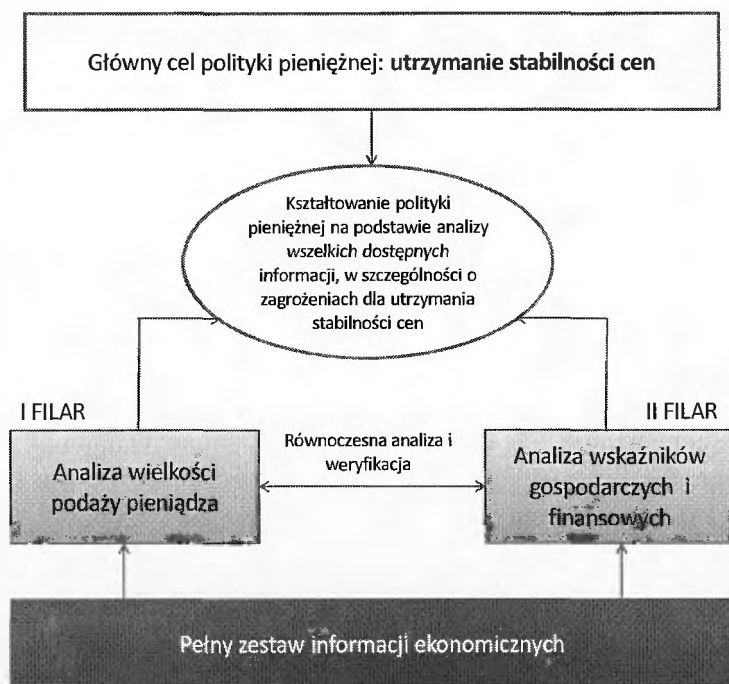 Główny cel polityki pieniężnej: utrzymanie stabilności cen
Kształtowanie polityki
pieniężnej na podstawie analizy
wszelkich dostępnych
informacji, w szczególności o
zagrożeniach dla utrzymania
stabilności cen
I FILAR
II FILAR
Analiza wielkości
podaży pieniądza
Równoczesna analiza i
weryfikacja
Analiza wskaźników
gospodarczych i
finansowych
Pełny zestaw informacji ekonomicznych